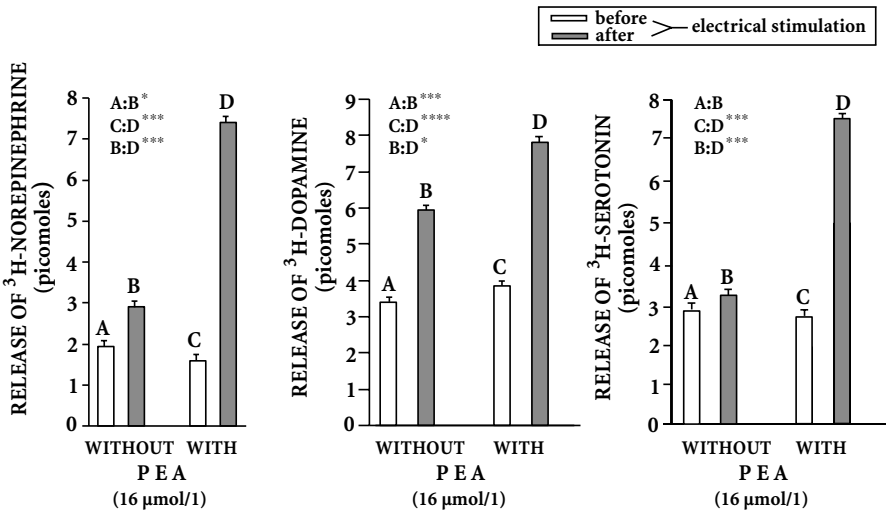 before
after
electrical stimulation
RELEASE OF ³H-NOREPINEPHRINE
(picomoles)
8
7
6
5
4
3
2
1
0
A:B*
C:D***
B:D***
A
B
C
D
WITHOUT WITH
PEA
(16 µmol/1)
RELEASE OF ³H-DOPAMINE
(picomoles)
9
8
7
6
5
4
3
2
1
0
A:B***
C:D****
B:D*
A
B
C
D
WITHOUT WITH
PEA
(16 µmol/1)
RELEASE OF ³H-SEROTONIN
(picomoles)
8
7
6
5
4
3
2
1
0
A:B
C:D***
B:D***
A
B
C
D
WITHOUT WITH
PEA
(16 µmol/1)